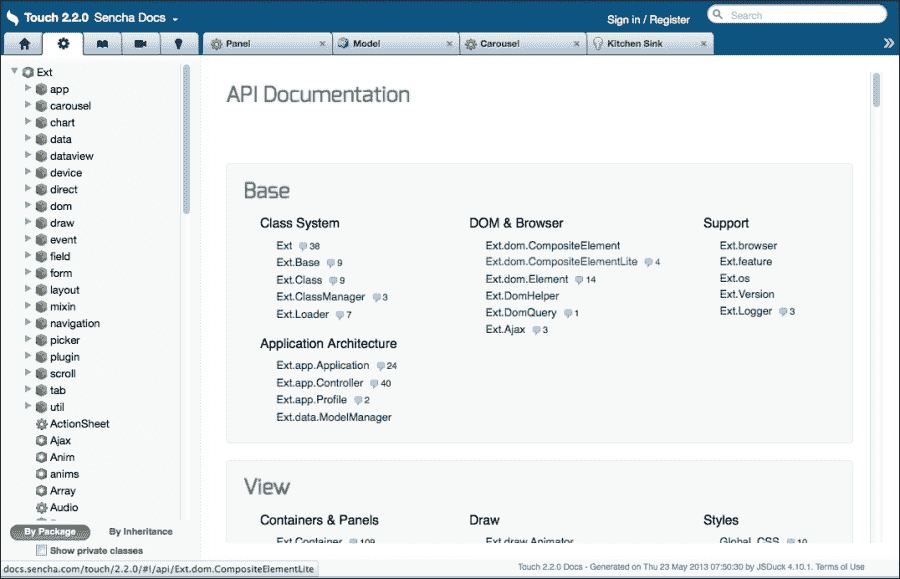 Touch 2.2.0 Sencha Docs
Sign in / Register
Search
Panel
Model
Carousel
Kitchen Sink
Ext
app
carousel
chart
data
dataview
device
direct
dom
draw
event
field
form
layout
mixin
navigation
picker
plugin
scroll
tab
util
ActionSheet
Ajax
Anim
anims
Array
Audio
By Package
By Inheritance
Show private classes
API Documentation
Base
Class System
Ext 38
Ext.Base 9
Ext.Class 9
Ext.ClassManager 3
Ext.Loader 7
Application Architecture
Ext.app.Application 24
Ext.app.Controller 40
Ext.app.Profile 2
Ext.data.ModelManager
DOM & Browser
Ext.dom.CompositeElement
Ext.dom.CompositeElementLite 4
Ext.dom.Element 14
Ext.DomHelper
Ext.DomQuery 1
Ext.Ajax 3
Support
Ext.browser
Ext.feature
Ext.os
Ext.Version
Ext.Logger 3
View
Containers & Panels
Ext.Container 109
Draw
Ext.draw.Animator
Styles
Global_CSS 10
docs.sencha.com/touch/2.2.0/#!/api/Ext.dom.CompositeElementLite
Touch 2.2.0 Docs - Generated on Thu 23 May 2013 07:50:30 by JSDuck 4.10.1. Terms of Use